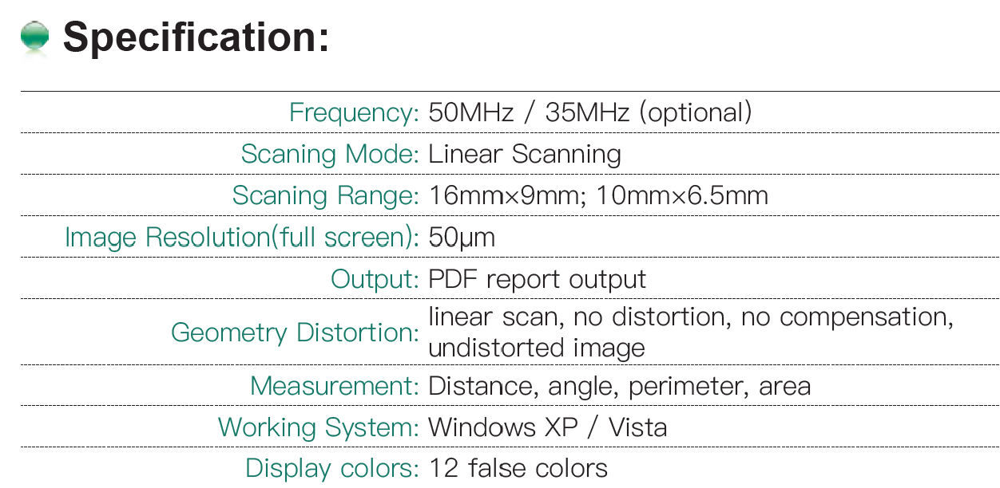 Specification:
Frequency: 50MHz / 35MHz (optional)
Scaning Mode: Linear Scanning
Scaning Range: 16mm×9mm; 10mm×6.5mm
Image Resolution(full screen): 50μm
Output: PDF report output
Geometry Distortion: linear scan, no distortion, no compensation,
undistorted image
Measurement: Distance, angle, perimeter, area
Working System: Windows XP / Vista
Display colors: 12 false colors